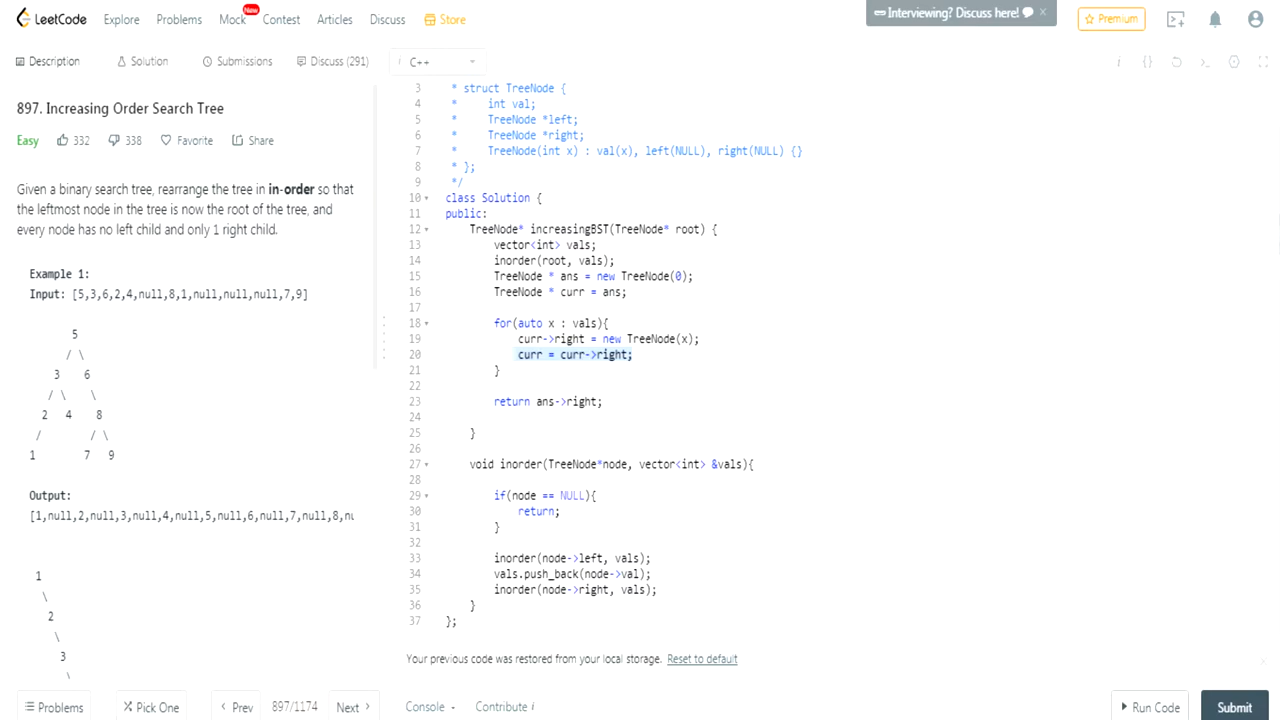 LeetCode Explore Problems Mock New Contest Articles Discuss Store
Interviewing? Discuss here! × Premium
Description Solution Submissions Discuss (291)
C++
i {}
897. Increasing Order Search Tree
Easy 332 338 Favorite Share
Given a binary search tree, rearrange the tree in in-order so that
the leftmost node in the tree is now the root of the tree, and
every node has no left child and only 1 right child.
Example 1:
Input: [5,3,6,2,4,null,8,1,null,null,null,7,9]
5
/ \
3 6
/ \ \
2 4 8
/ / \
1 7 9
Output:
[1,null,2,null,3,null,4,null,5,null,6,null,7,null,8,nu
1
\
2
\
3
\
3 * struct TreeNode {
4 * int val;
5 * TreeNode *left;
6 * TreeNode *right;
7 * TreeNode(int x) : val(x), left(NULL), right(NULL) {}
8 * };
9 */
10 class Solution {
11 public:
12 TreeNode* increasingBST(TreeNode* root) {
13 vector<int> vals;
14 inorder(root, vals);
15 TreeNode * ans = new TreeNode(0);
16 TreeNode * curr = ans;
17
18 for(auto x : vals){
19 curr->right = new TreeNode(x);
20 curr = curr->right;
21 }
22
23 return ans->right;
24
25 }
26
27 void inorder(TreeNode*node, vector<int> &vals){
28
29 if(node == NULL){
30 return;
31 }
32
33 inorder(node->left, vals);
34 vals.push_back(node->val);
35 inorder(node->right, vals);
36 }
37 };
Your previous code was restored from your local storage. Reset to default
Problems Pick One < Prev 897/1174 Next >
Console Contribute i
Run Code Submit